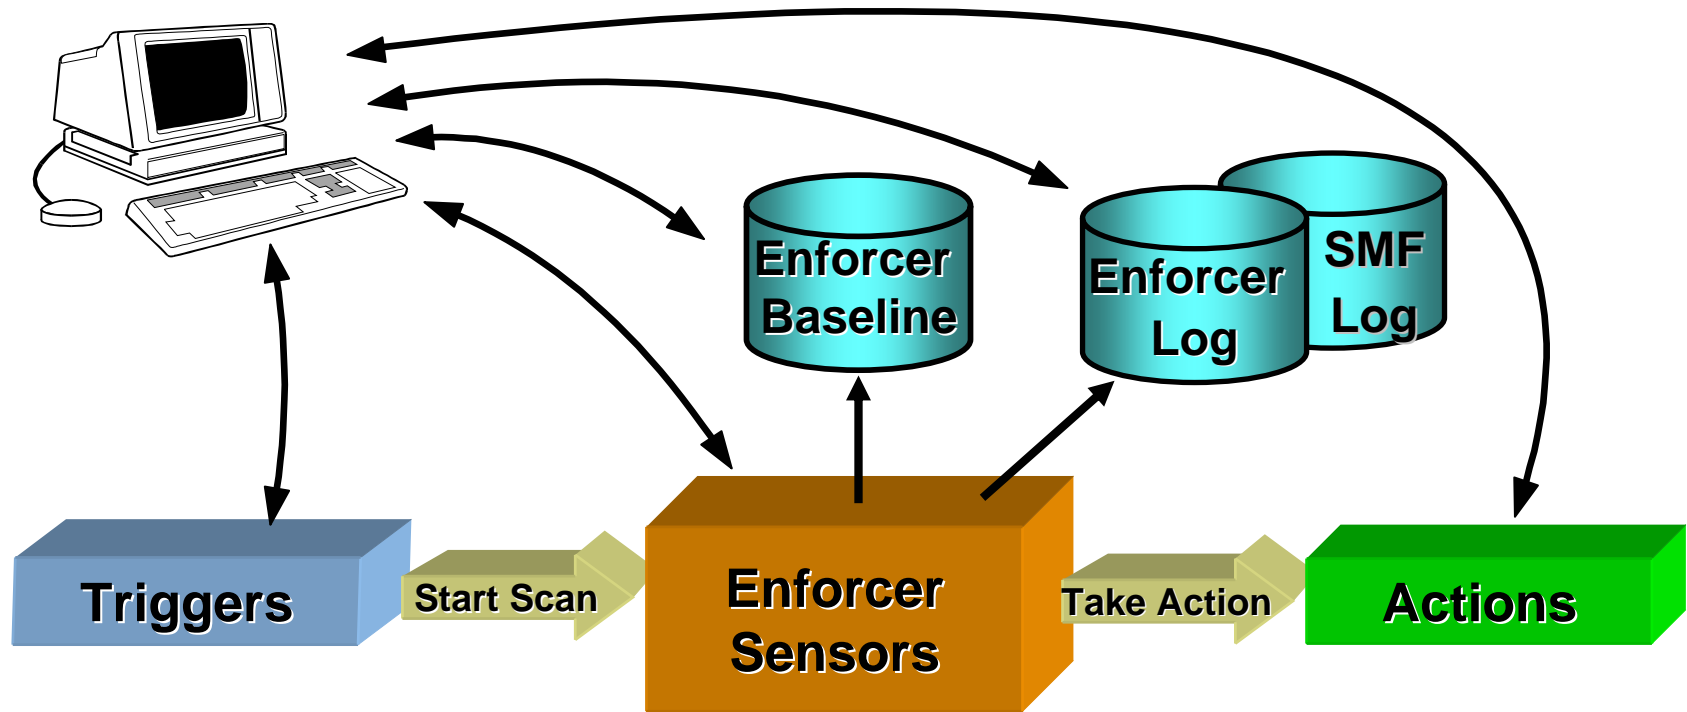 Enforcer
Baseline
Enforcer
Log
SMF
Log
Triggers
Start Scan
Enforcer
Sensors
Take Action
Actions